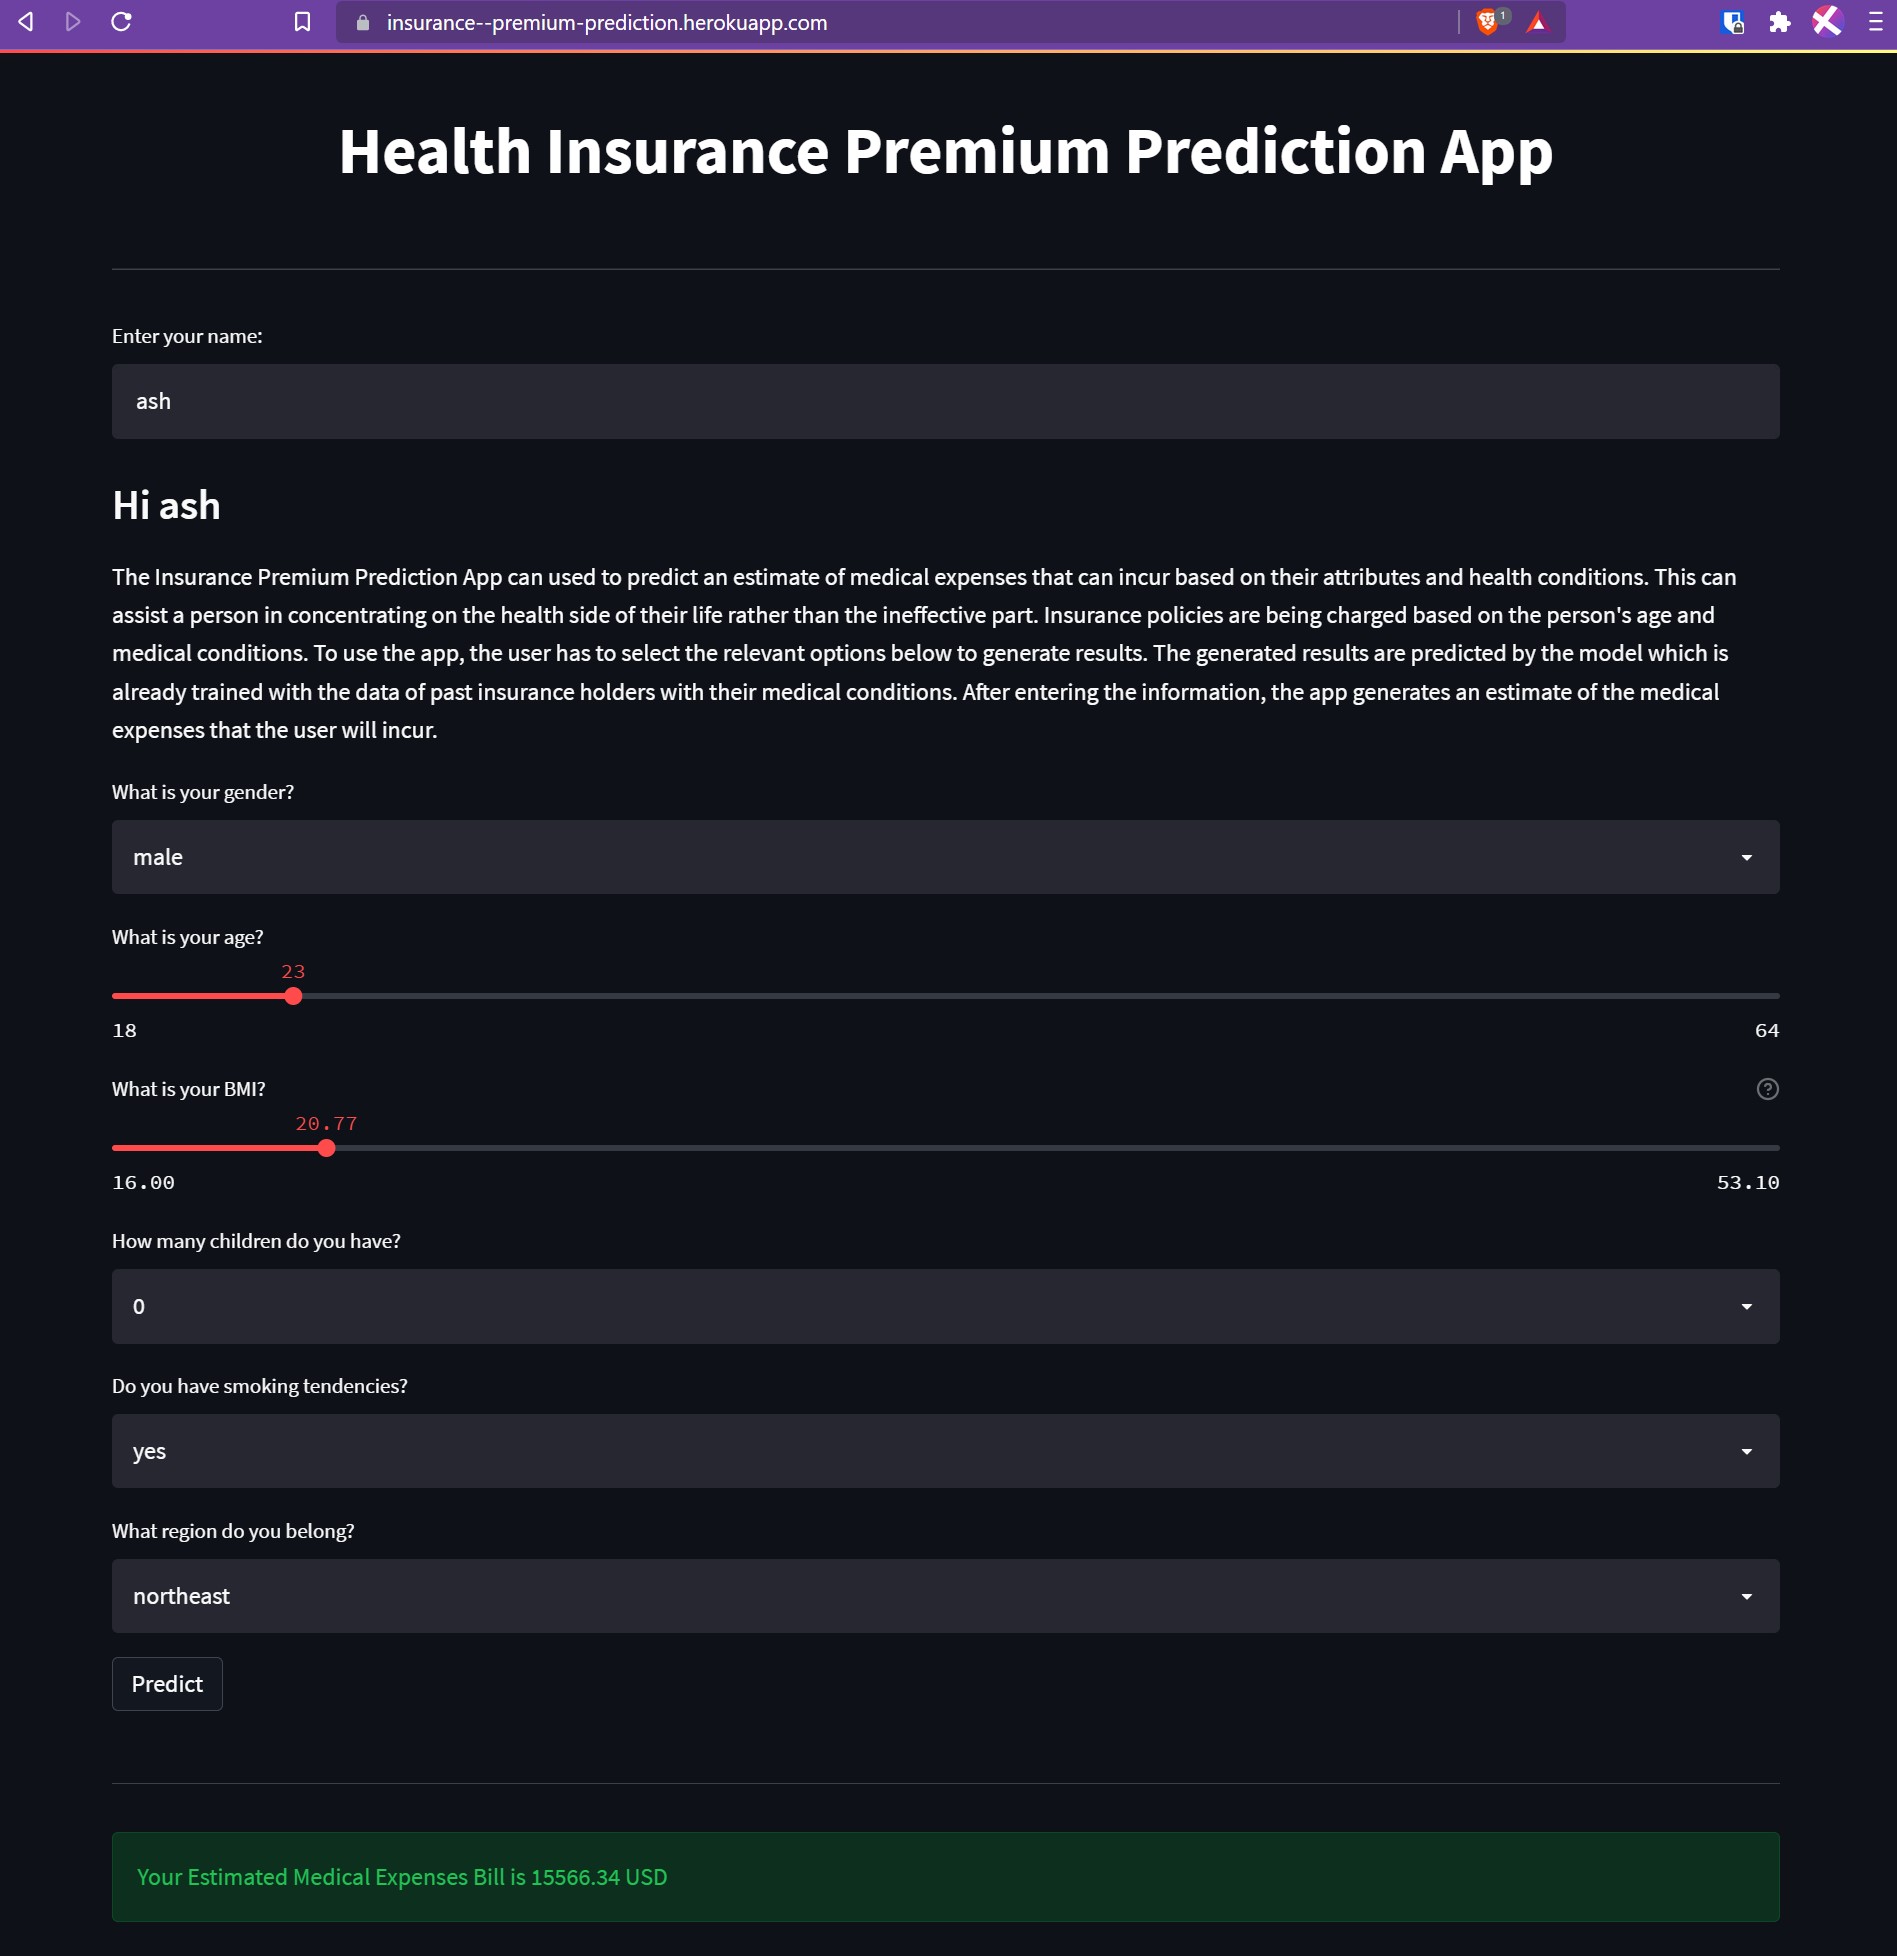 insurance--premium-prediction.herokuapp.com
1
Health Insurance Premium Prediction App
Enter your name:
ash
Hi ash
The Insurance Premium Prediction App can used to predict an estimate of medical expenses that can incur based on their attributes and health conditions. This can
assist a person in concentrating on the health side of their life rather than the ineffective part. Insurance policies are being charged based on the person's age and
medical conditions. To use the app, the user has to select the relevant options below to generate results. The generated results are predicted by the model which is
already trained with the data of past insurance holders with their medical conditions. After entering the information, the app generates an estimate of the medical
expenses that the user will incur.
What is your gender?
male
What is your age?
23
18 64
What is your BMI?
20.77
16.00 53.10
How many children do you have?
0
Do you have smoking tendencies?
yes
What region do you belong?
northeast
Predict
Your Estimated Medical Expenses Bill is 15566.34 USD